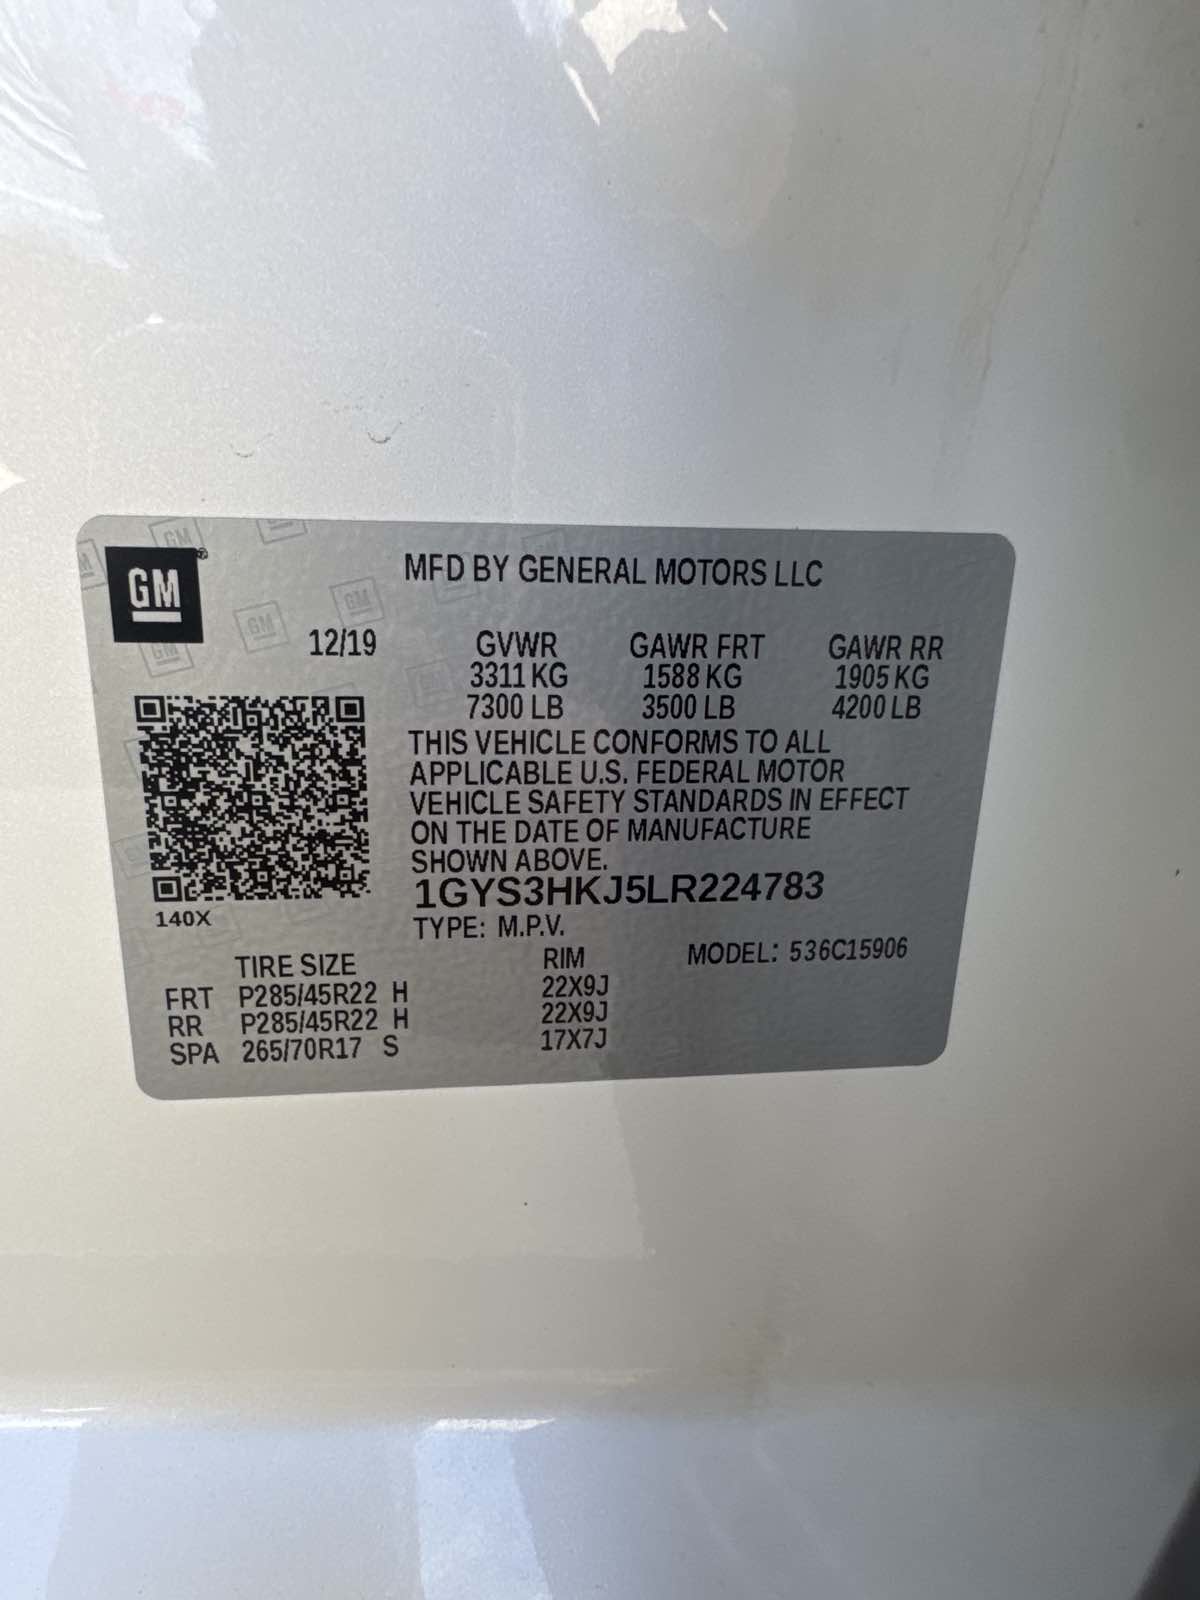 GM®
MFD BY GENERAL MOTORS LLC
12/19 GVWR GAWR FRT GAWR RR
3311 KG 1588 KG 1905 KG
7300 LB 3500 LB 4200 LB
THIS VEHICLE CONFORMS TO ALL
APPLICABLE U.S. FEDERAL MOTOR
VEHICLE SAFETY STANDARDS IN EFFECT
ON THE DATE OF MANUFACTURE
SHOWN ABOVE.
1GYS3HKJ5LR224783
140X
TYPE: M.P.V.
TIRE SIZE RIM MODEL: 536C15906
FRT P285/45R22 H 22X9J
RR P285/45R22 H 22X9J
SPA 265/70R17 S 17X7J